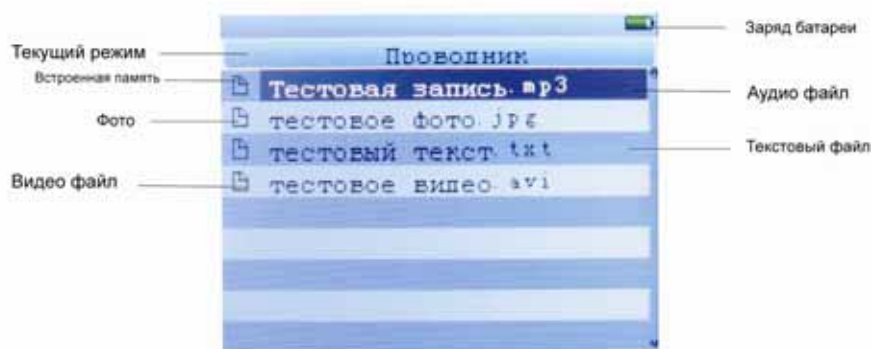 Заряд батареи
Текущий режим
Проводник
Встроенная память
Тестовая запись.mp3
Аудио файл
Фото
тестовое фото.jpg
тестовый текст.txt
Текстовый файл
Видео файл
тестовое видео.avi